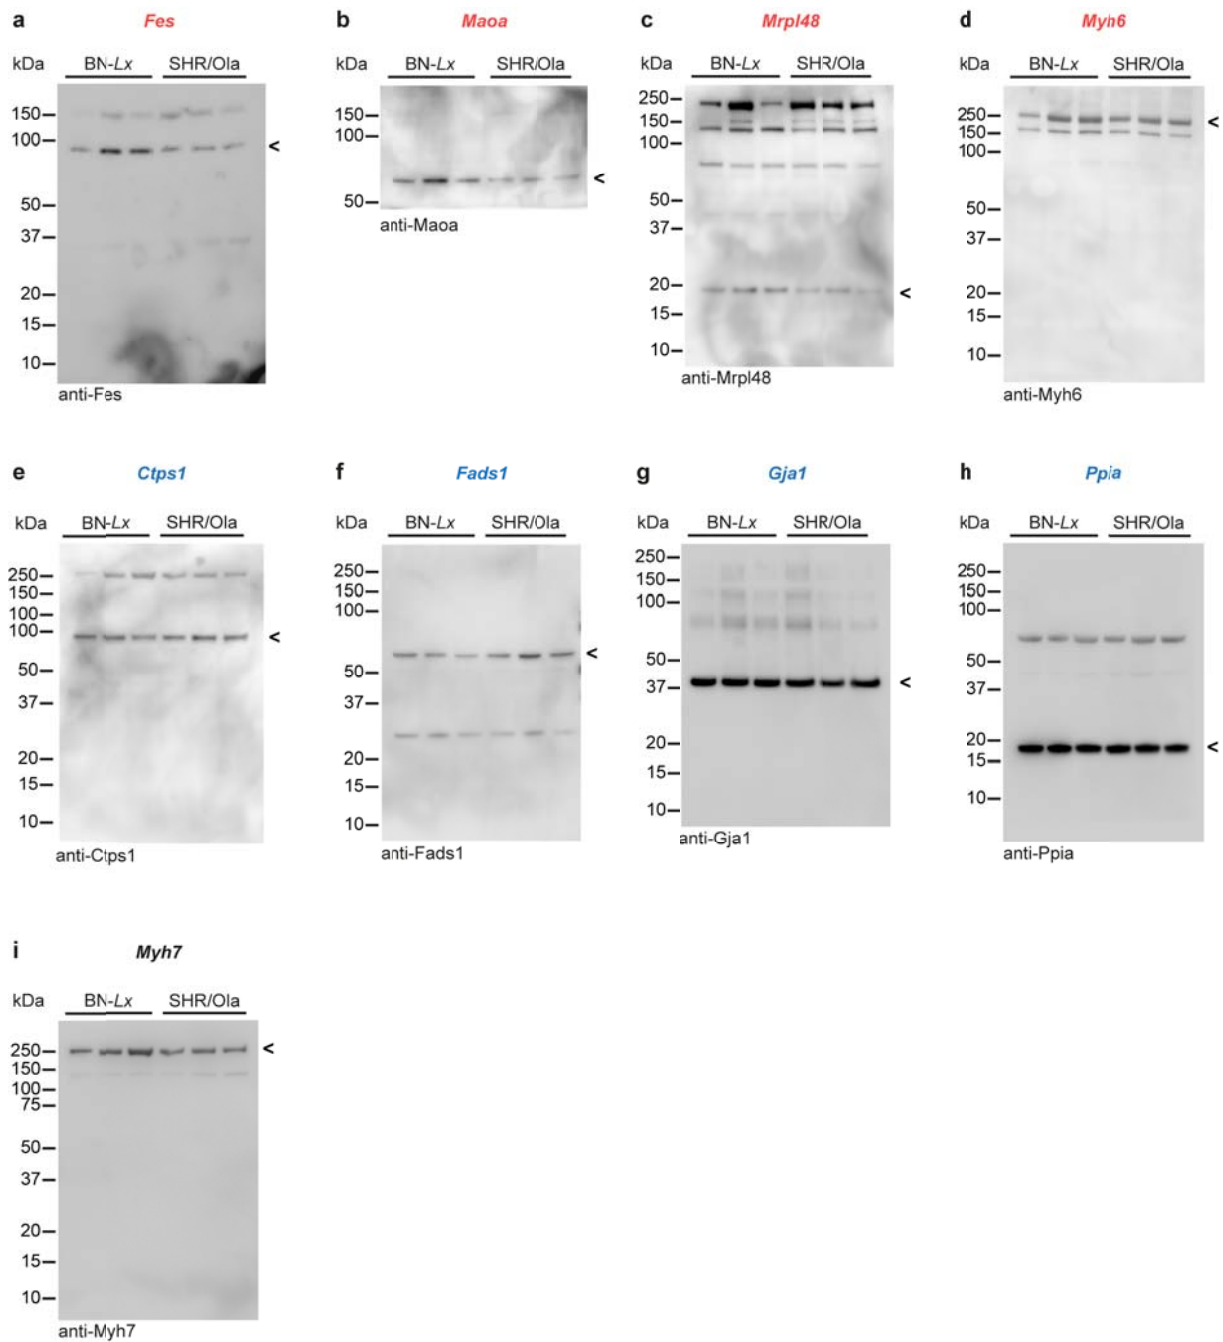 a Fes
kDa BN-Lx SHR/Ola
150
100
50
37
20
15
10
<
anti-Fes
b Maoa
kDa BN-Lx SHR/Ola
150
100
50
<
anti-Maoa
c Mrpl48
kDa BN-Lx SHR/Ola
250
150
100
50
37
20
15
10
<
anti-Mrpl48
d Myh6
kDa BN-Lx SHR/Ola
250
150
100
50
37
20
15
10
<
anti-Myh6
e Ctps1
kDa BN-Lx SHR/Ola
250
150
100
100
50
37
20
15
10
<
anti-Ctps1
f Fads1
kDa BN-Lx SHR/Ola
250
150
100
50
37
20
15
10
<
anti-Fads1
g Gja1
kDa BN-Lx SHR/Ola
250
150
100
50
37
20
15
10
<
anti-Gja1
h Ppia
kDa BN-Lx SHR/Ola
250
150
100
50
37
20
15
10
<
anti-Ppia
i Myh7
kDa BN-Lx SHR/Ola
250
150
100
75
50
37
20
15
10
<
anti-Myh7